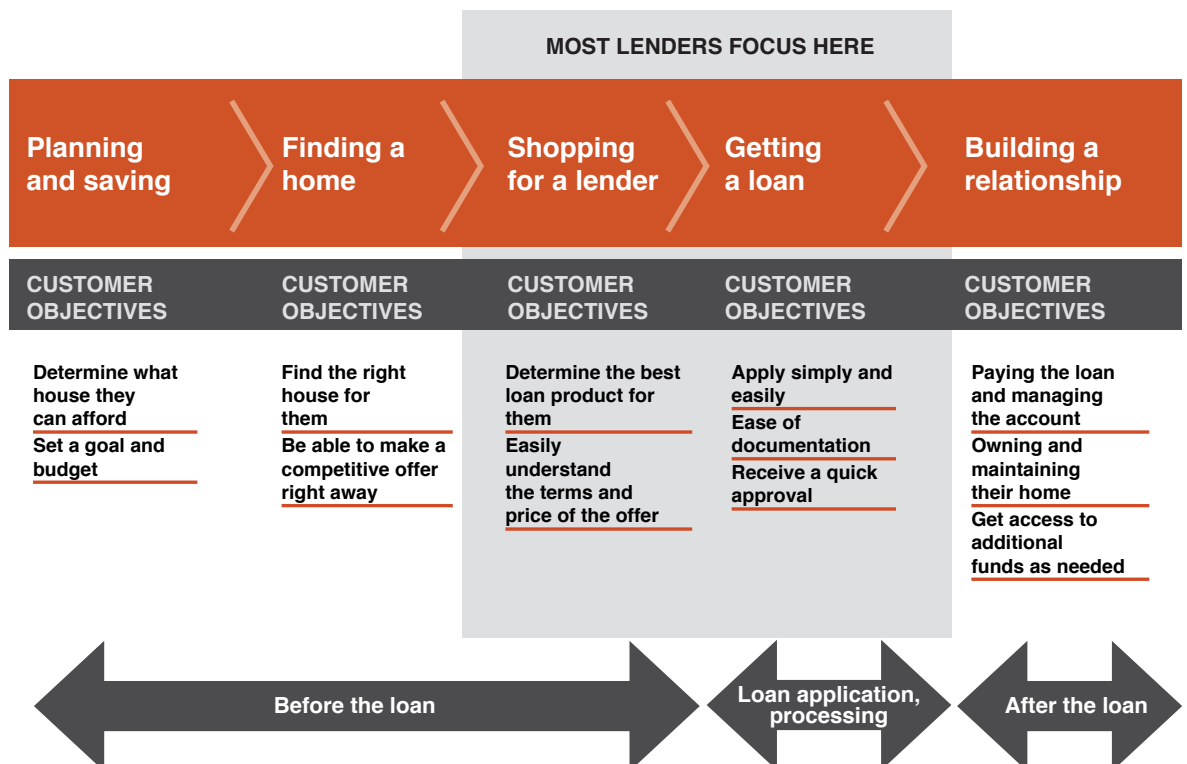 MOST LENDERS FOCUS HERE
Planning
and saving
Finding a
home
Shopping
for a lender
Getting
a loan
Building a
relationship
CUSTOMER
OBJECTIVES
CUSTOMER
OBJECTIVES
CUSTOMER
OBJECTIVES
CUSTOMER
OBJECTIVES
CUSTOMER
OBJECTIVES
Determine what
house they
can afford
Set a goal and
budget
Find the right
house for
them
Be able to make a
competitive offer
right away
Determine the best
loan product for
them
Easily
understand
the terms and
price of the offer
Apply simply and
easily
Ease of
documentation
Receive a quick
approval
Paying the loan
and managing
the account
Owning and
maintaining
their home
Get access to
additional
funds as needed
Before the loan
Loan application,
processing
After the loan